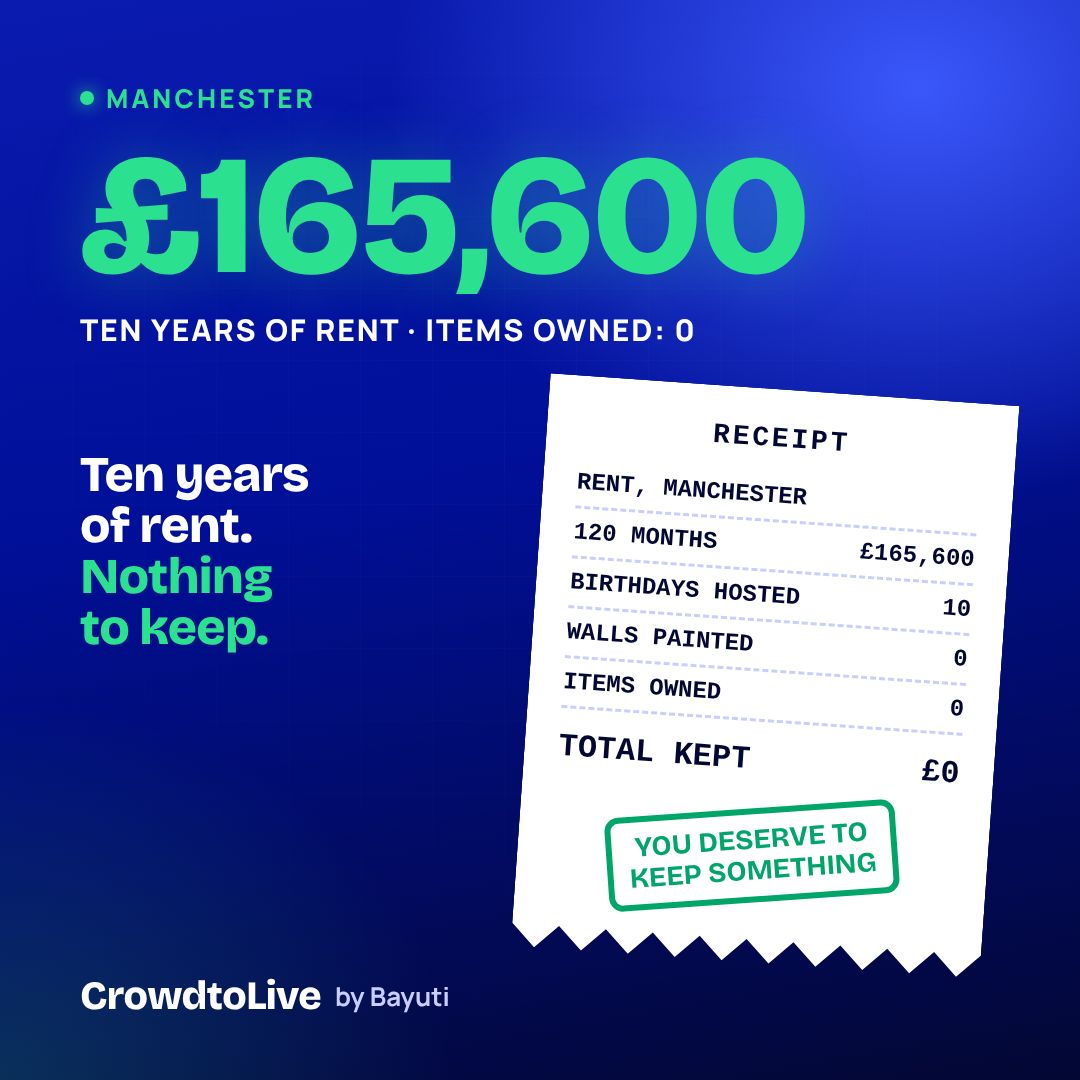 MANCHESTER
£165,600
TEN YEARS OF RENT · ITEMS OWNED: 0
Ten years
of rent.
Nothing
to keep.
RECEIPT
RENT, MANCHESTER
120 MONTHS £165,600
BIRTHDAYS HOSTED 10
WALLS PAINTED 0
ITEMS OWNED 0
TOTAL KEPT £0
YOU DESERVE TO
KEEP SOMETHING
CrowdtoLive by Bayuti